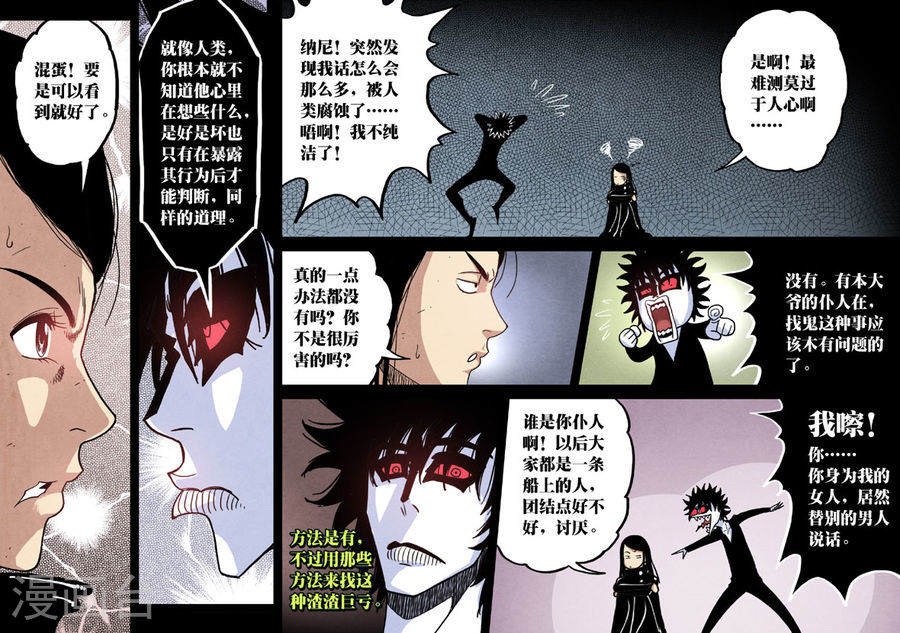 混蛋！要
是可以看
到就好了。
就像人类，
你根本就不
知道他心里
在想些什么，
是好是坏也
只有在暴露
其行为后才
能判断，同
样的道理。
纳尼！突然发
现我话怎么会
那么多，被人
类腐蚀了……
唔啊！我不纯
洁了！
是啊！最
难测莫过
于人心啊
……
真的一点
办法都没
有吗？你
不是很厉
害的吗？
没有。有本大
爷的仆人在，
找鬼这种事应
该木有问题的
了。
方法是有，
不过用那些
方法来找这
种渣渣巨亏。
谁是你仆人
啊！以后大
家都是一条
船上的人，
团结点好不
好，讨厌。
我嚓！
你……
你身为我的
女人，居然
替别的男人
说话。
漫画台